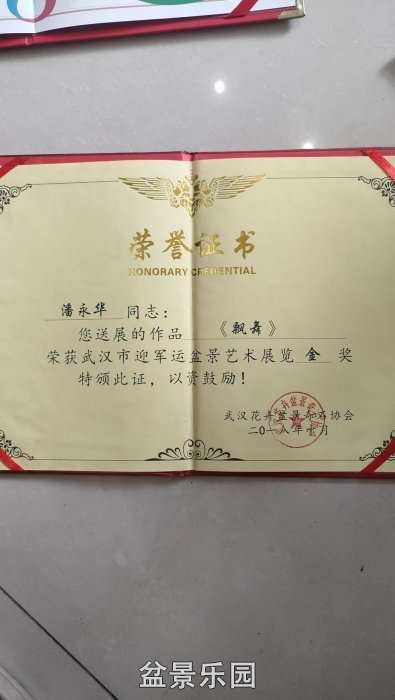 荣誉证书
HONORARY CREDENTIAL
潘永华 同志：
您送展的作品 《飘舞》
荣获武汉市迎军运盆景艺术展览 金 奖
特颁此证，以资鼓励！
武汉花卉盆景协会
二〇一八年 月
盆景乐园